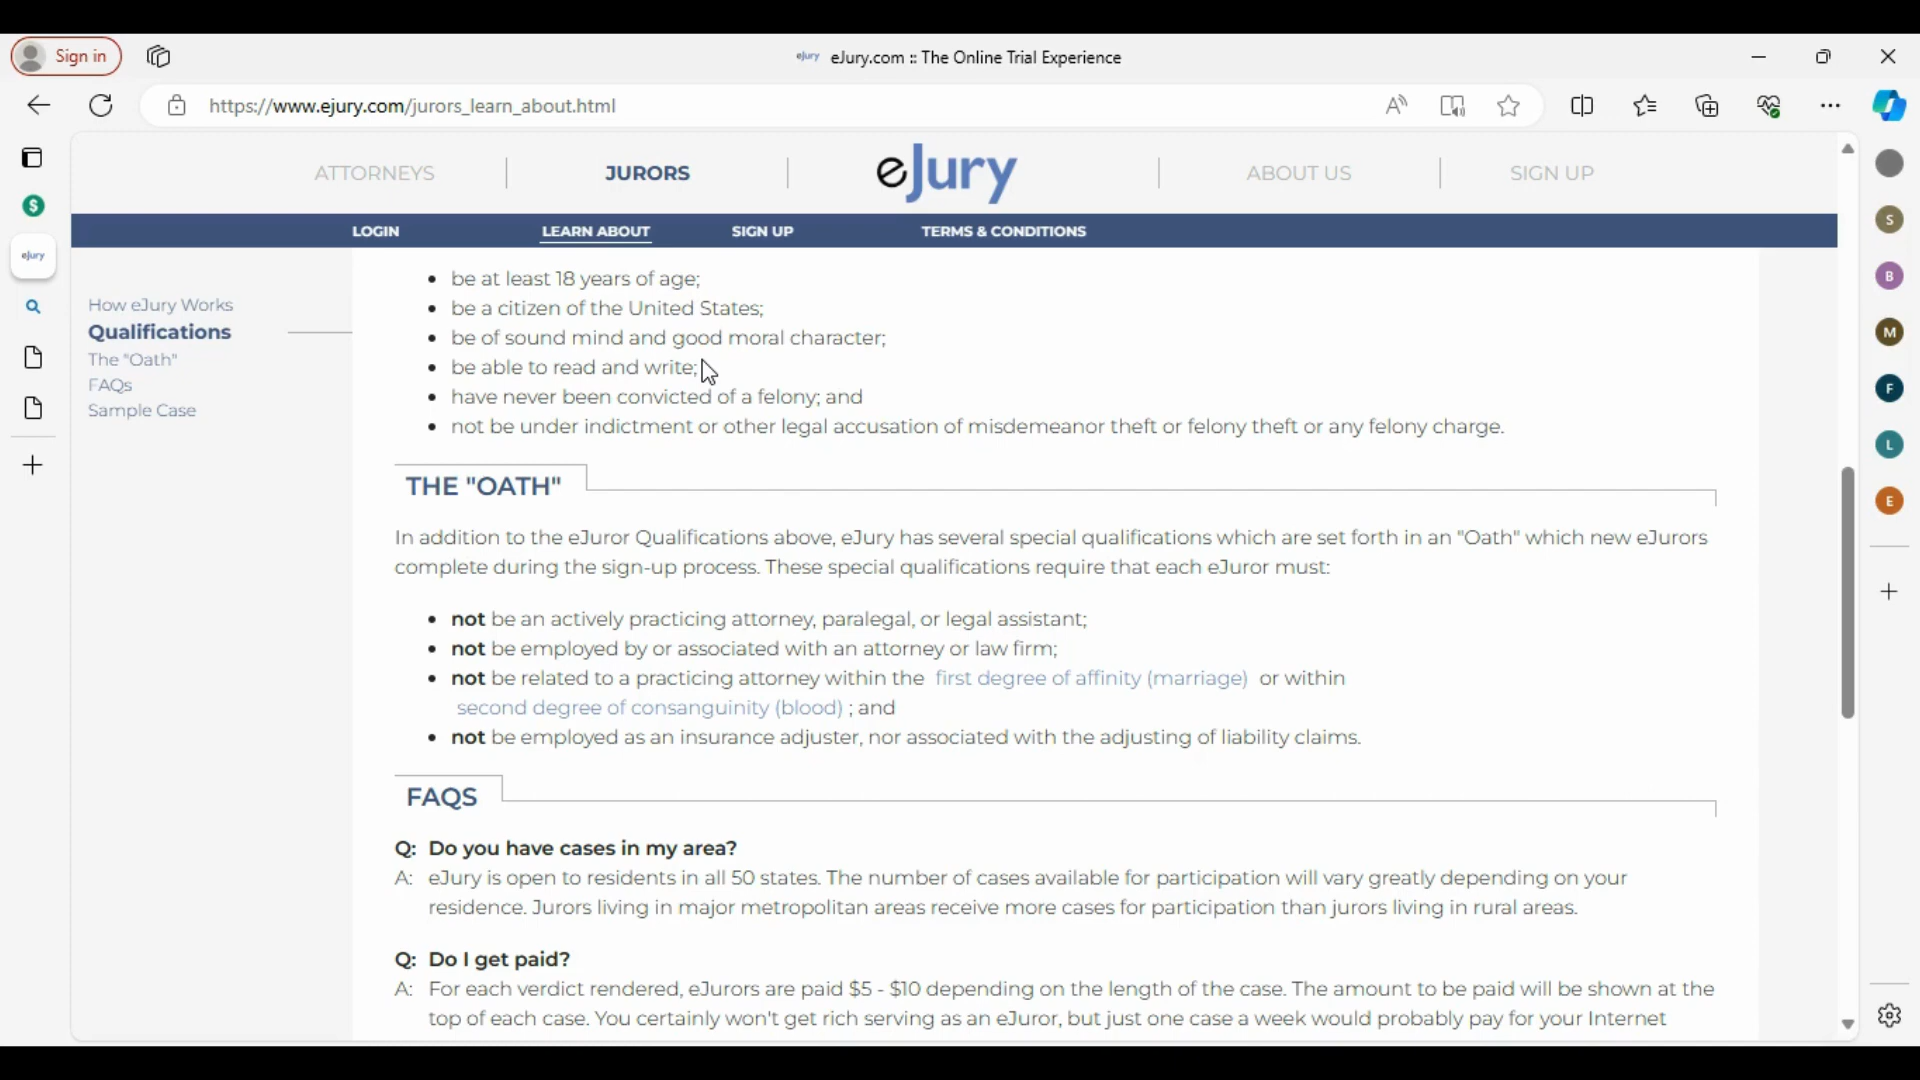 Sign in
eJury
eJury.com :: The Online Trial Experience
https://www.ejury.com/jurors_learn_about.html
ATTORNEYS
JURORS
eJury
ABOUT US
SIGN UP
LOGIN
LEARN ABOUT
SIGN UP
TERMS & CONDITIONS
$
eJury
How eJury Works
Qualifications
The "Oath"
FAQs
Sample Case
• be at least 18 years of age;
• be a citizen of the United States;
• be of sound mind and good moral character;
• be able to read and write;
• have never been convicted of a felony; and
• not be under indictment or other legal accusation of misdemeanor theft or felony theft or any felony charge.
THE "OATH"
In addition to the eJuror Qualifications above, eJury has several special qualifications which are set forth in an "Oath" which new eJurors
complete during the sign-up process. These special qualifications require that each eJuror must:
• not be an actively practicing attorney, paralegal, or legal assistant;
• not be employed by or associated with an attorney or law firm;
• not be related to a practicing attorney within the first degree of affinity (marriage) or within
second degree of consanguinity (blood) ; and
• not be employed as an insurance adjuster, nor associated with the adjusting of liability claims.
FAQS
Q: Do you have cases in my area?
A: eJury is open to residents in all 50 states. The number of cases available for participation will vary greatly depending on your
residence. Jurors living in major metropolitan areas receive more cases for participation than jurors living in rural areas.
Q: Do I get paid?
A: For each verdict rendered, eJurors are paid $5 - $10 depending on the length of the case. The amount to be paid will be shown at the
top of each case. You certainly won't get rich serving as an eJuror, but just one case a week would probably pay for your Internet
S
B
M
F
L
E